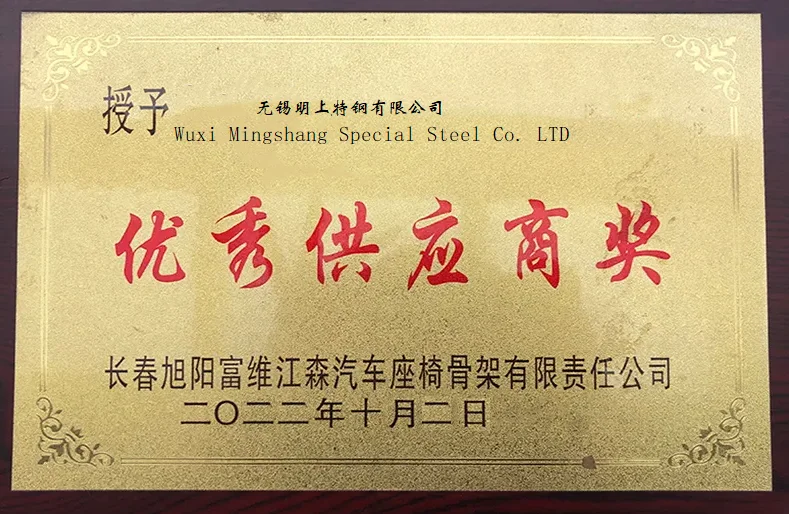 授予 无锡明上特钢有限公司
Wuxi Mingshang Special Steel Co. LTD
优秀供应商奖
长春旭阳富维江森汽车座椅骨架有限责任公司
二〇二二年十月二日